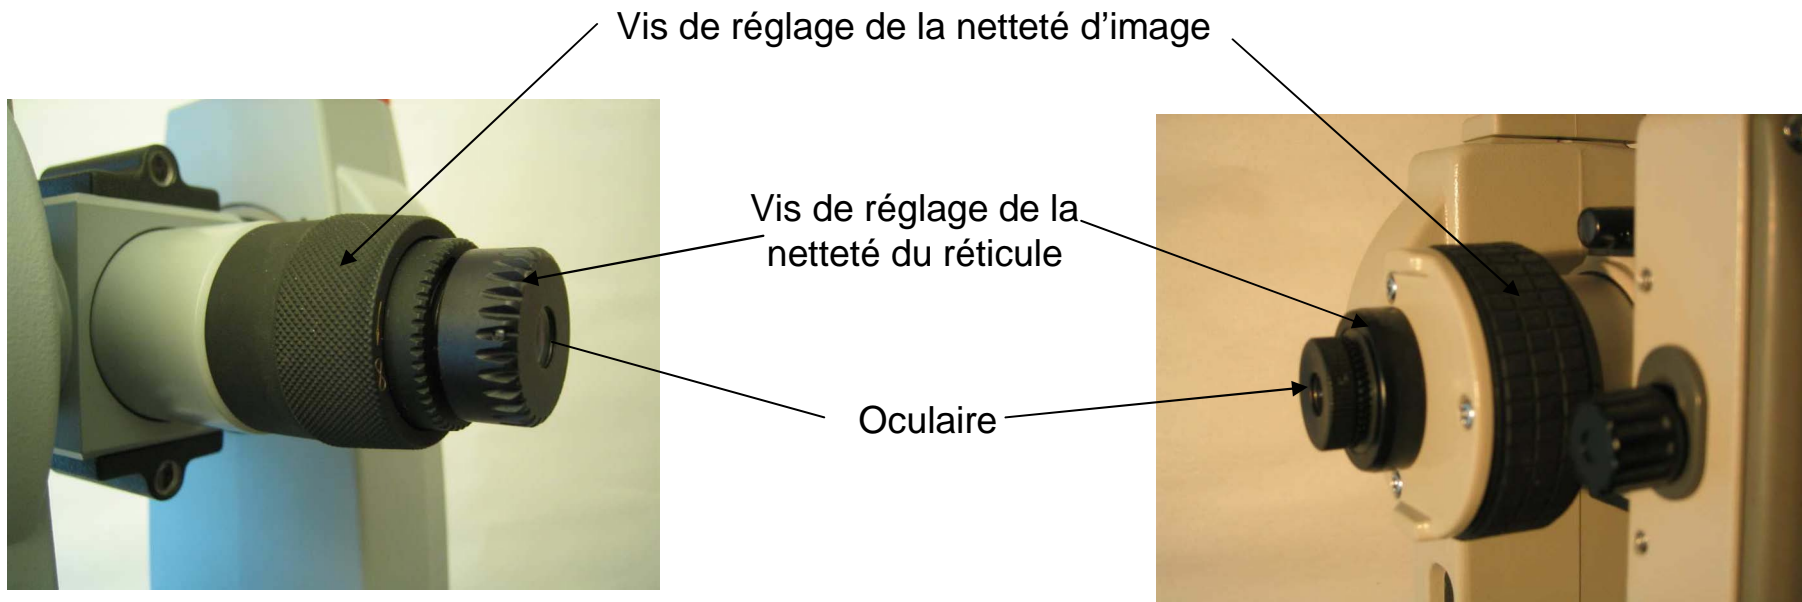 Vis de réglage de la netteté d’image
Vis de réglage de la
netteté du réticule
Oculaire
∞